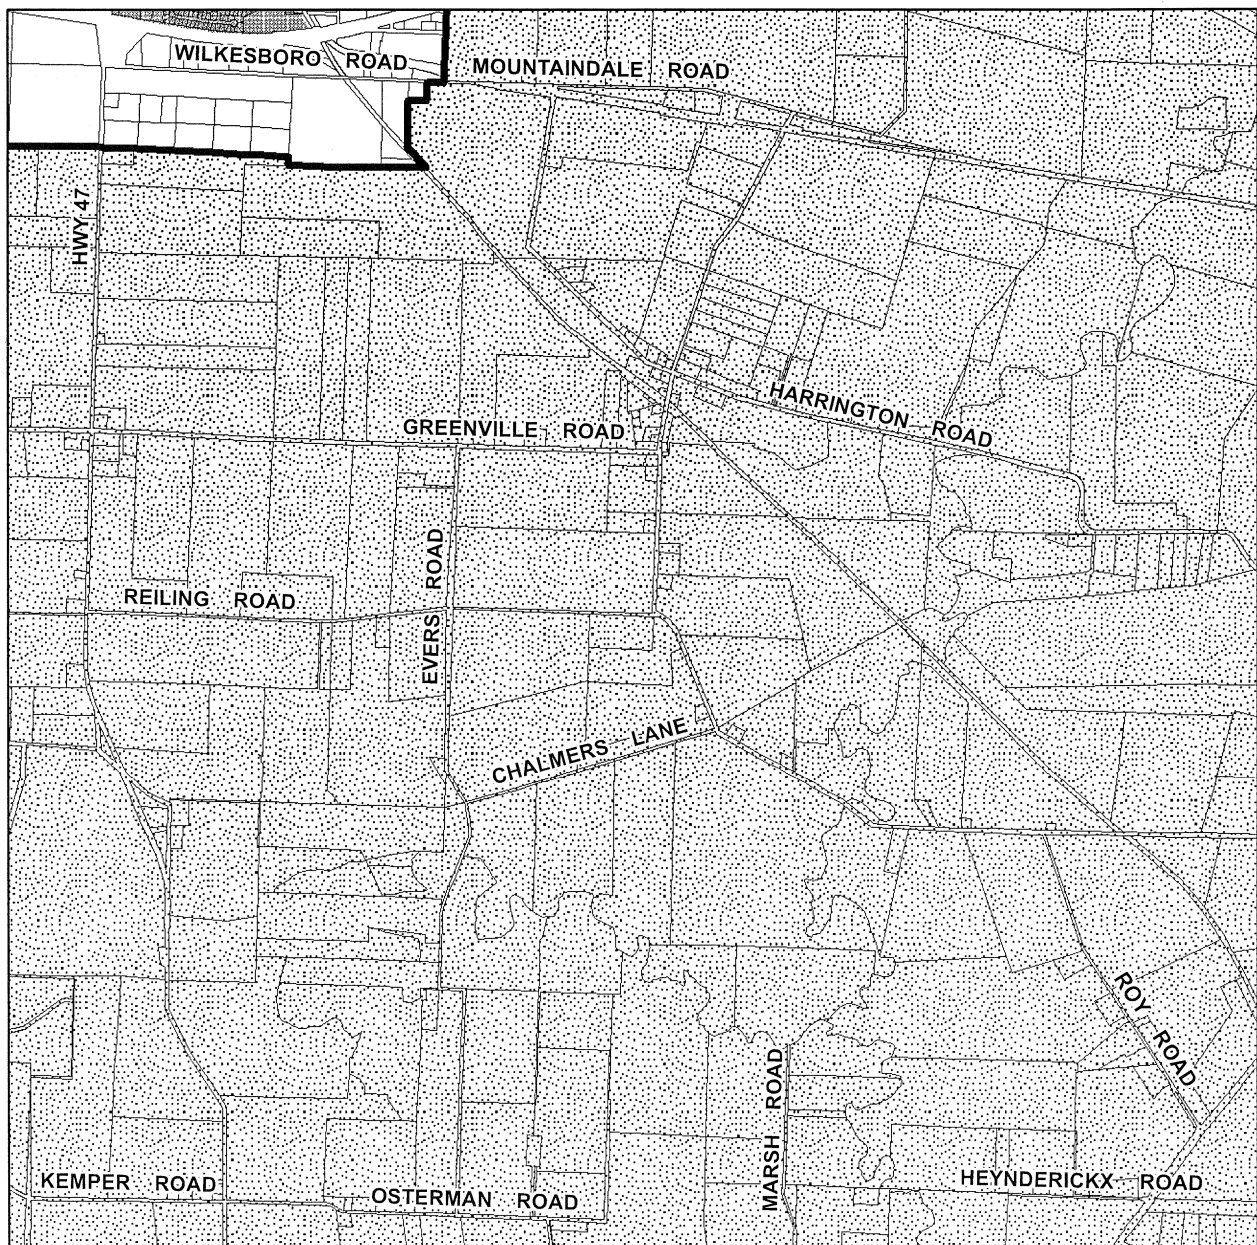 WILKESBORO ROAD
MOUNTAINDALE ROAD
HWY 47
HARRINGTON ROAD
GREENVILLE ROAD
EVERS ROAD
REILING ROAD
CHALMERS LANE
ROY ROAD
MARSH ROAD
KEMPER ROAD
OSTERMAN ROAD
HEYNDERICKX ROAD